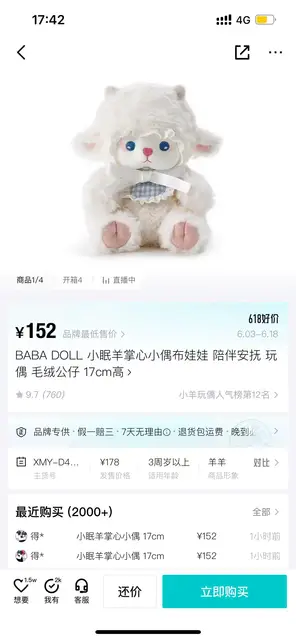 17:42
4G
商品1/4
开箱4
直播中
¥152 品牌最低售价 >
618好价
6.03–6.18
BABA DOLL 小眠羊掌心小偶布娃娃 陪伴安抚 玩偶 毛绒公仔 17cm高 >
9.7 (760)
小羊玩偶人气榜第12名 >
品牌专供 · 假一赔三 · 7天无理由 · 退货包运费 · 晚到
XMY-D4...
¥178
3周岁以上
羊羊
对比 >
主货号
发售价格
适用年龄
商品形象
最近购买 (2000+)
全部 >
得*
小眠羊掌心小偶 17cm
¥152
1小时前
得*
小眠羊掌心小偶 17cm
¥152
1小时前
1.5w
2k
想要
我有
客服
还价
立即购买